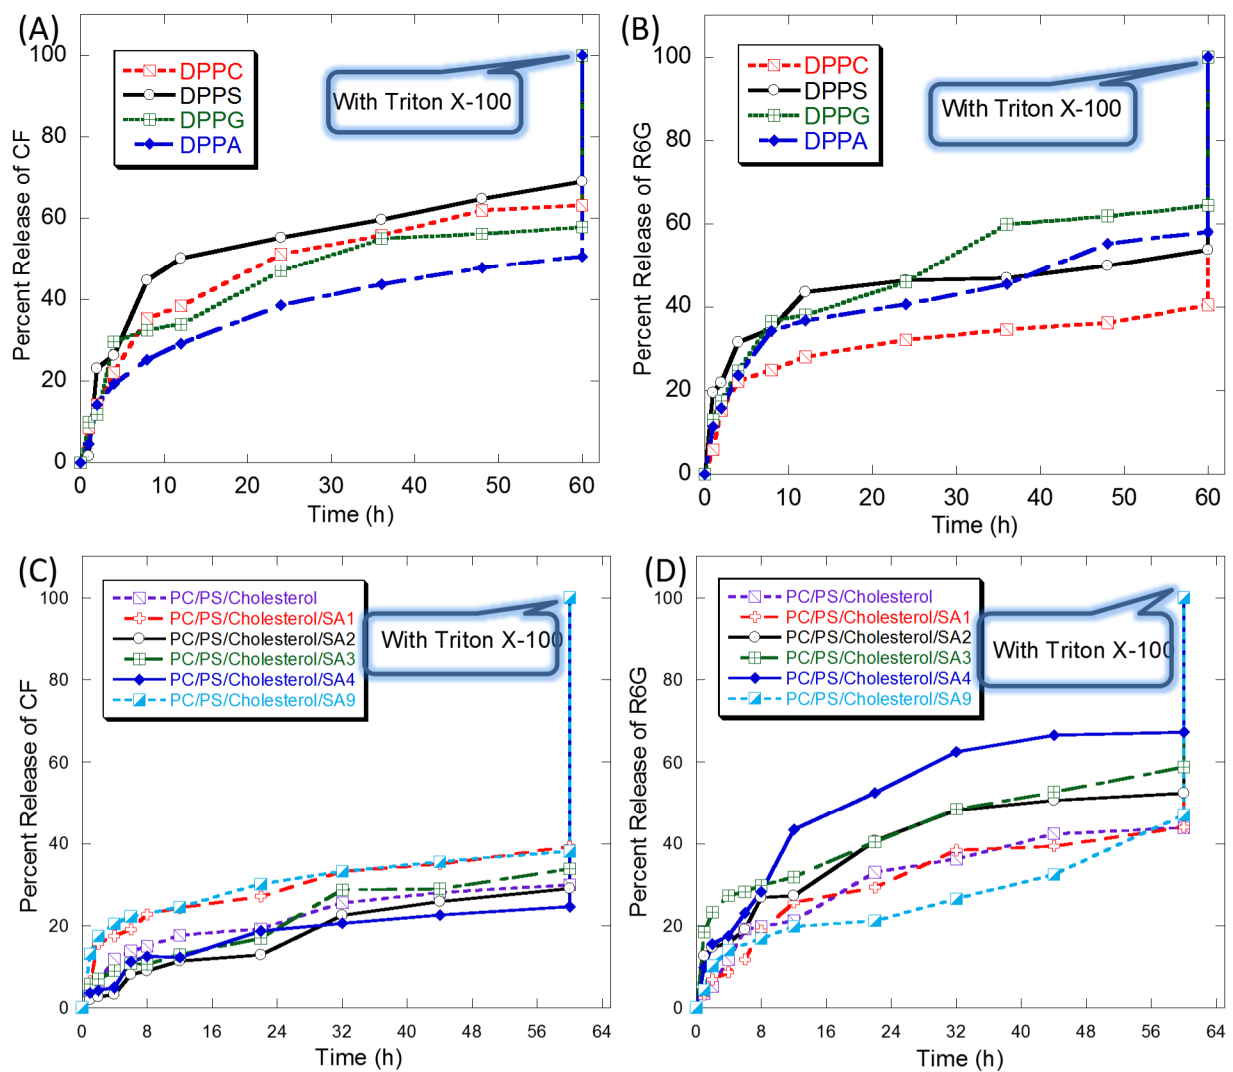 (A)
100
80
60
40
20
0
Percent Release of CF
DPPC
DPPS
DPPG
DPPA
With Triton X-100
0 10 20 30 40 50 60
Time (h)
(B)
100
80
60
40
20
0
Percent Release of R6G
DPPC
DPPS
DPPG
DPPA
With Triton X-100
0 10 20 30 40 50 60
Time (h)
(C)
100
80
60
40
20
0
Percent Release of CF
PC/PS/Cholesterol
PC/PS/Cholesterol/SA1
PC/PS/Cholesterol/SA2
PC/PS/Cholesterol/SA3
PC/PS/Cholesterol/SA4
PC/PS/Cholesterol/SA9
With Triton X-100
0 8 16 24 32 40 48 56 64
Time (h)
(D)
100
80
60
40
20
0
Percent Release of R6G
PC/PS/Cholesterol
PC/PS/Cholesterol/SA1
PC/PS/Cholesterol/SA2
PC/PS/Cholesterol/SA3
PC/PS/Cholesterol/SA4
PC/PS/Cholesterol/SA9
With Triton X-100
0 8 16 24 32 40 48 56 64
Time (h)